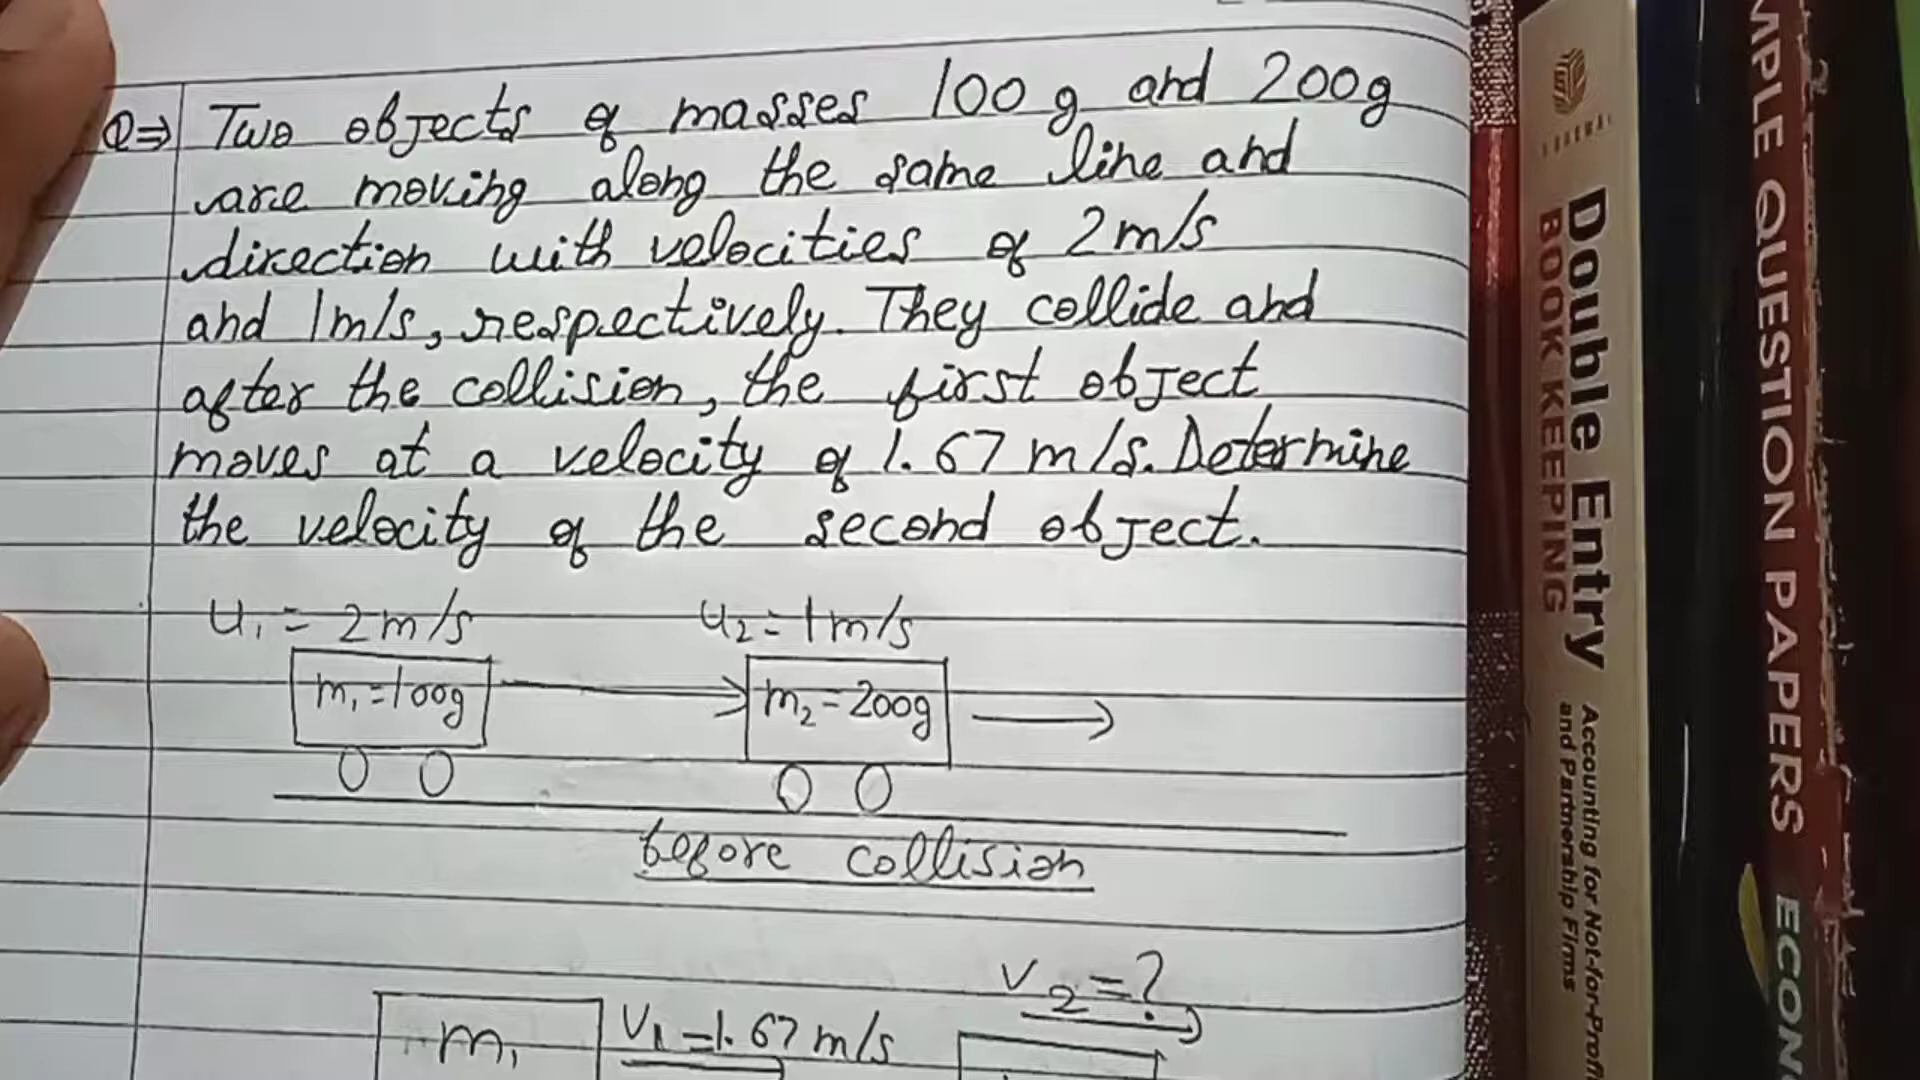 Q⇒ Two objects of masses 100 g and 200g
are moving along the same line and
direction with velocities of 2m/s
and 1m/s, respectively. They collide and
after the collision, the first object
moves at a velocity of 1.67 m/s. Determine
the velocity of the second object.
u₁ = 2m/s u₂ = 1m/s
m₁ = 100g m₂ = 200g
before collision
v₂ = ?
m₁ v₁ = 1.67 m/s
Double Entry
BOOK KEEPING
Accounting for Not-for-Profi
and Partnership Firms
MPLE QUESTION PAPERS ECON